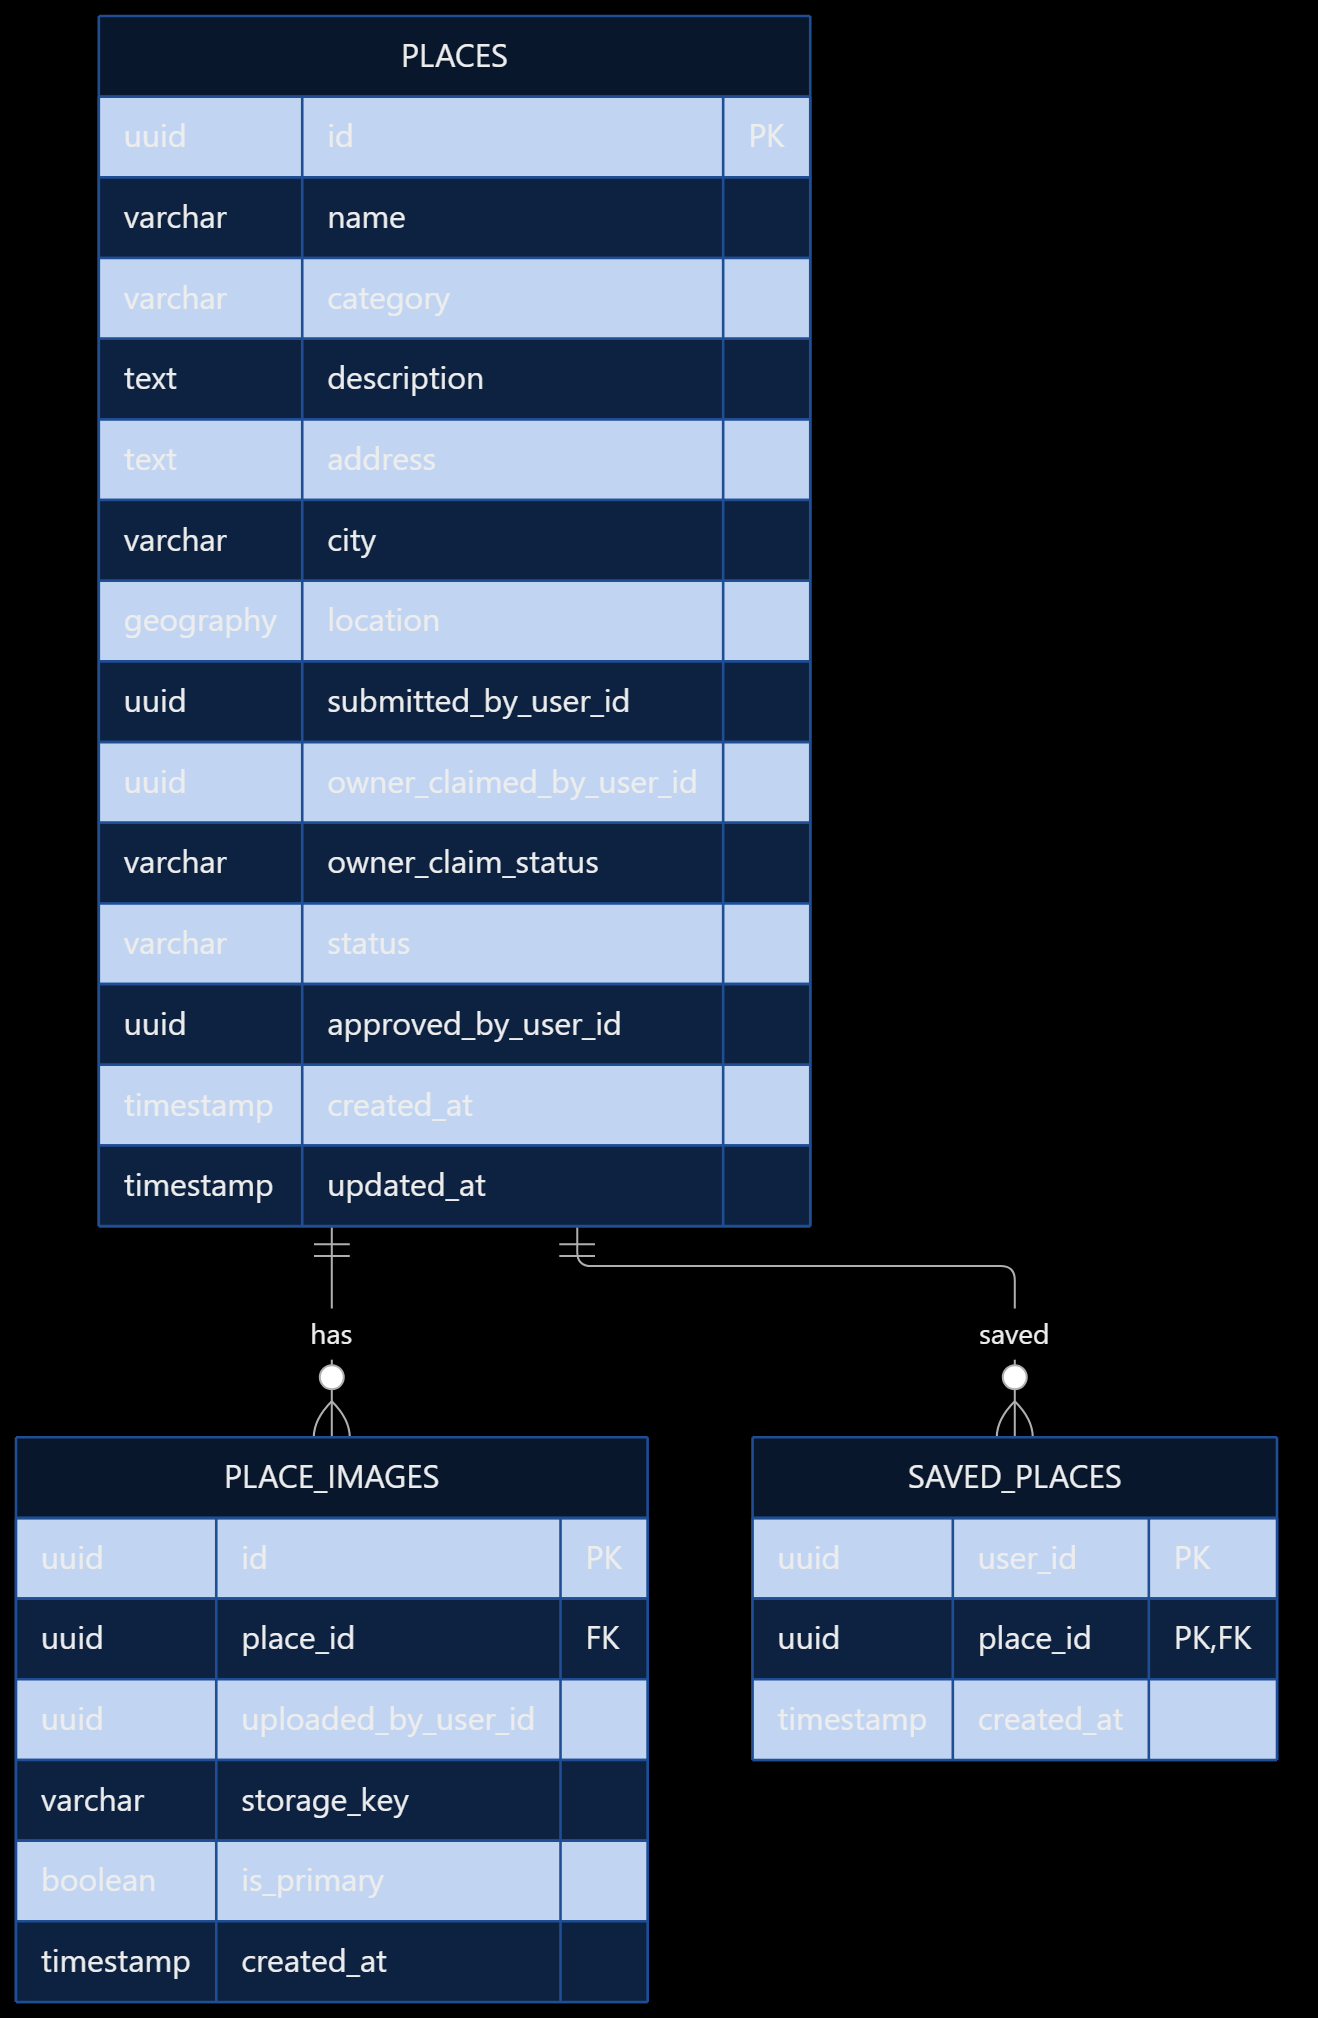 PLACES
uuid id PK
varchar name
varchar category
text description
text address
varchar city
geography location
uuid submitted_by_user_id
uuid owner_claimed_by_user_id
varchar owner_claim_status
varchar status
uuid approved_by_user_id
timestamp created_at
timestamp updated_at
has
saved
PLACE_IMAGES
uuid id PK
uuid place_id FK
uuid uploaded_by_user_id
varchar storage_key
boolean is_primary
timestamp created_at
SAVED_PLACES
uuid user_id PK
uuid place_id PK,FK
timestamp created_at